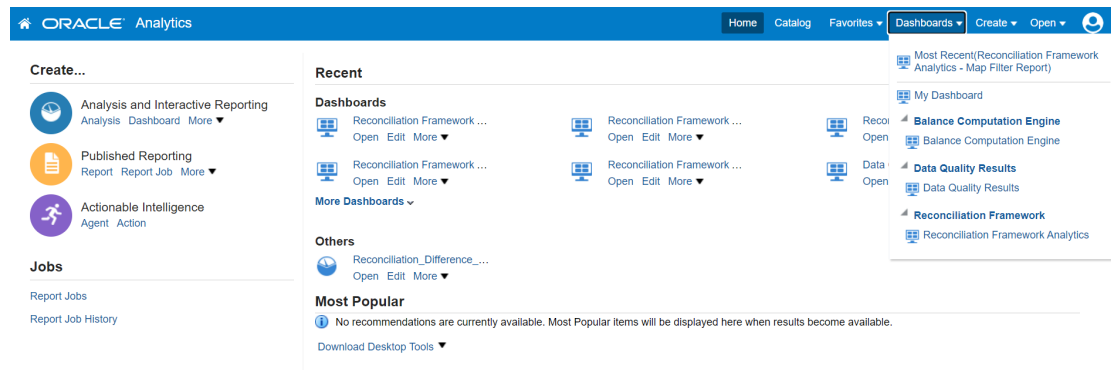 ORACLE Analytics
Home Catalog Favorites Dashboards Create Open
Create...
Analysis and Interactive Reporting
Analysis Dashboard More
Published Reporting
Report Report Job More
Actionable Intelligence
Agent Action
Jobs
Report Jobs
Report Job History
Recent
Dashboards
Reconciliation Framework ...
Open Edit More
Reconciliation Framework ...
Open Edit More
Open
Reconciliation Framework ...
Open Edit More
Reconciliation Framework ...
Open Edit More
Data
Open
More Dashboards
Others
Reconciliation_Difference_...
Open Edit More
Most Popular
No recommendations are currently available. Most Popular items will be displayed here when results become available.
Download Desktop Tools
Most Recent(Reconciliation Framework
Analytics - Map Filter Report)
My Dashboard
Balance Computation Engine
Balance Computation Engine
Data Quality Results
Data Quality Results
Reconciliation Framework
Reconciliation Framework Analytics